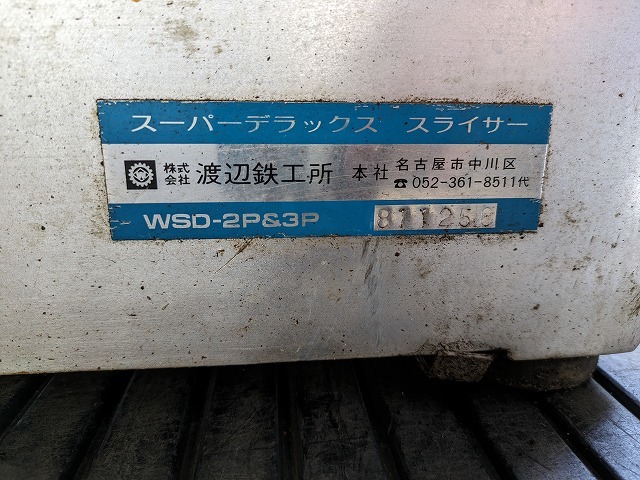 スーパーデラックス スライサー
株式会社 渡辺鉄工所 本社 名古屋市中川区
☎ 052-361-8511代
WSD-2P&3P 811258